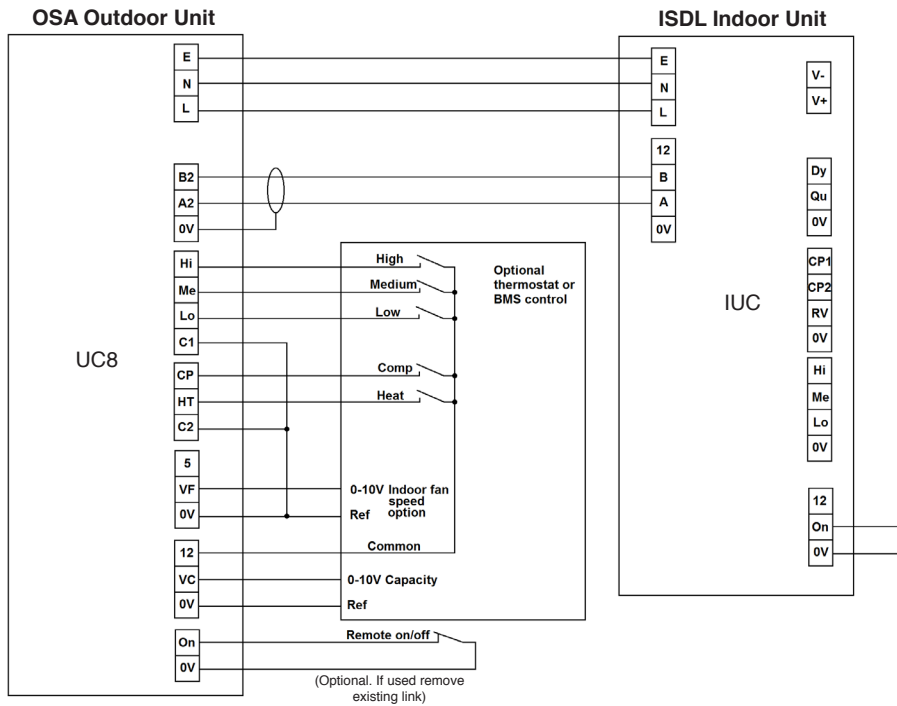 OSA Outdoor Unit
ISDL Indoor Unit
E
N
L
B2
A2
0V
Hi
Me
Lo
C1
UC8
CP
HT
C2
5
VF
0V
12
VC
0V
On
0V
High
Medium
Low
Comp
Heat
Optional
thermostat or
BMS control
0-10V Indoor fan
speed
option
Ref
Common
0-10V Capacity
Ref
Remote on/off
(Optional. If used remove
existing link)
E
N
L
12
B
A
0V
IUC
V-
V+
Dy
Qu
0V
CP1
CP2
RV
0V
Hi
Me
Lo
0V
12
On
0V